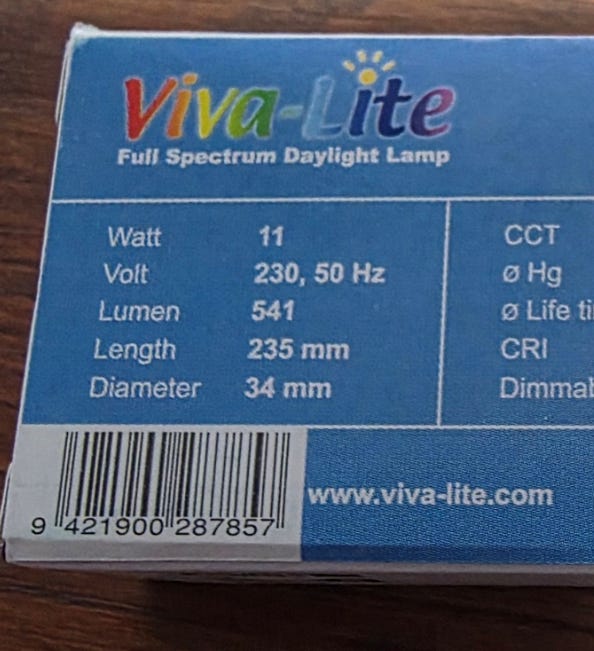 Viva-Lite
Full Spectrum Daylight Lamp
Watt 11
Volt 230, 50 Hz
Lumen 541
Length 235 mm
Diameter 34 mm
CCT
ø Hg
ø Life
CRI
www.viva-lite.com
9 421900 287857